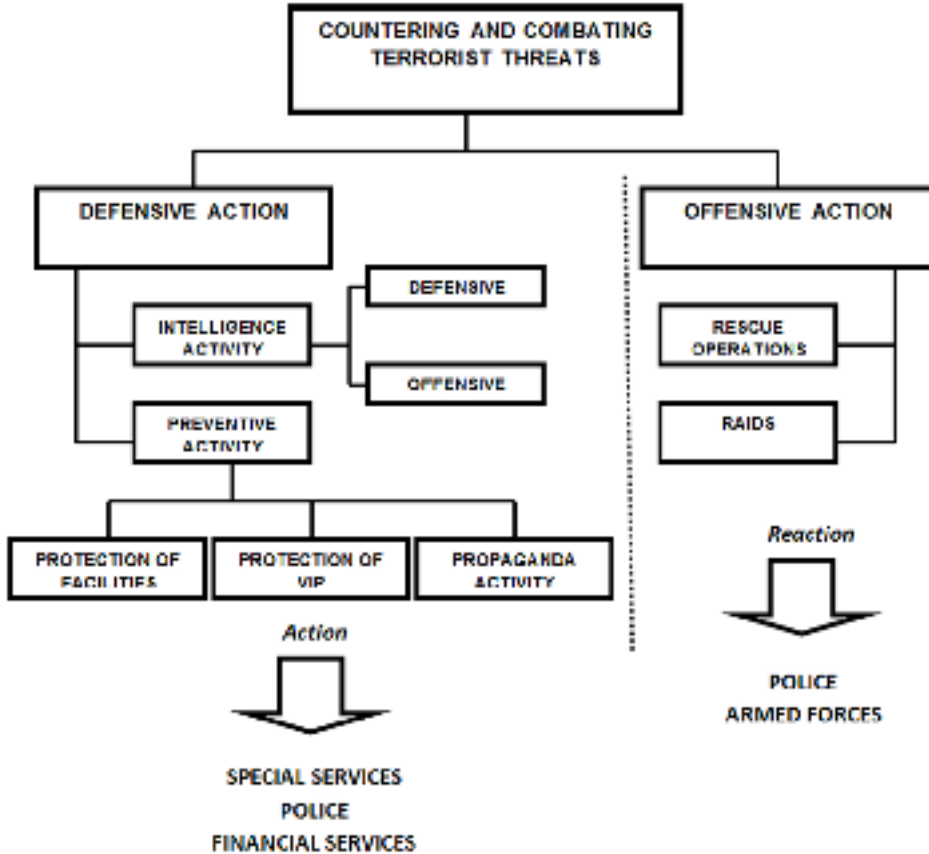 COUNTERING AND COMBATING
TERRORIST THREATS
DEFENSIVE ACTION
OFFENSIVE ACTION
INTELLIGENCE
ACTIVITY
DEFENSIVE
OFFENSIVE
PREVENTIVE
ACTIVITY
RESCUE
OPERATIONS
RAIDS
PROTECTION OF
FACILITIES
PROTECTION OF
VIP
PROPAGANDA
ACTIVITY
Action
SPECIAL SERVICES
POLICE
FINANCIAL SERVICES
Reaction
POLICE
ARMED FORCES